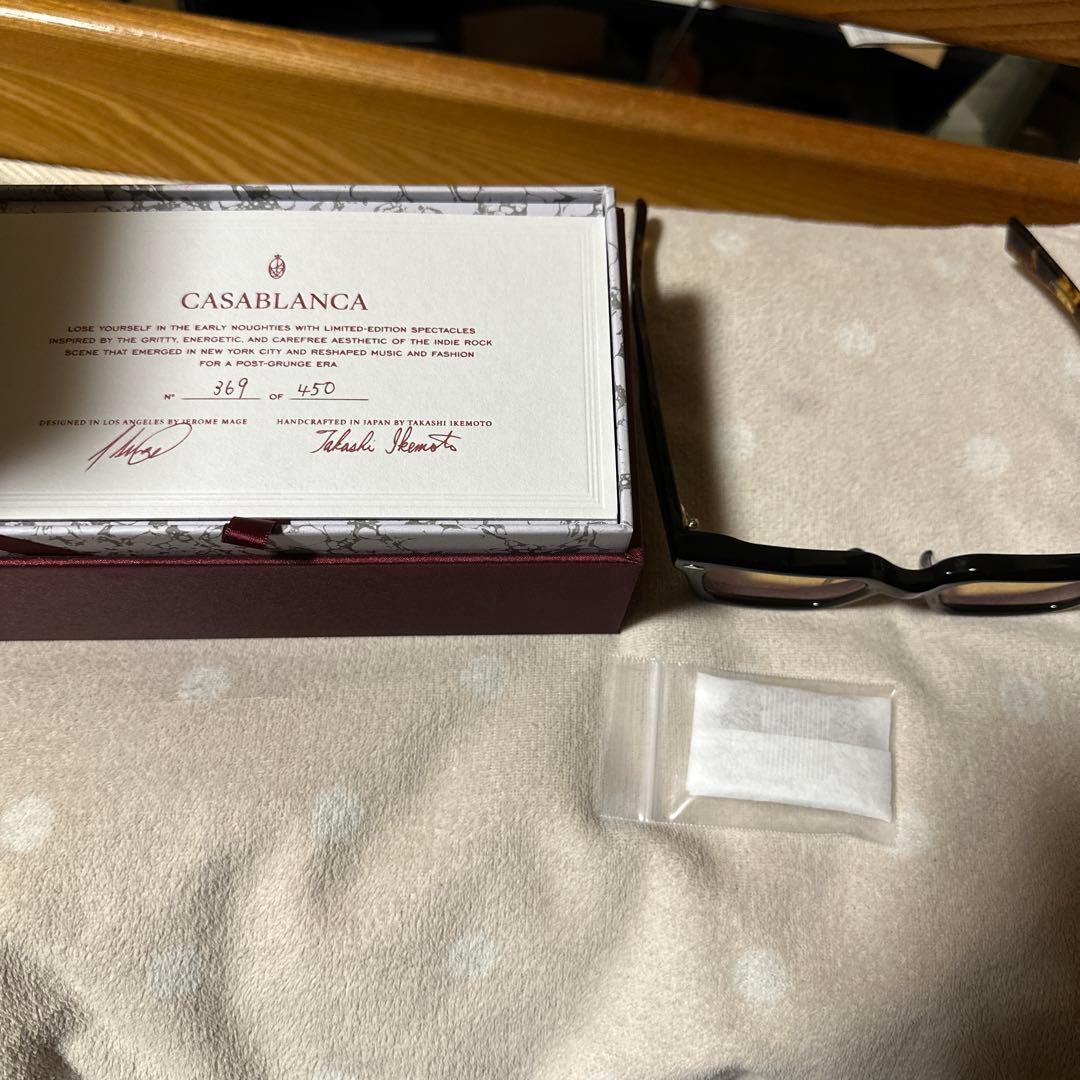 CASABLANCA
LOSE YOURSELF IN THE EARLY NOUGHTIES WITH LIMITED-EDITION SPECTACLES
INSPIRED BY THE GRITTY, ENERGETIC, AND CAREFREE AESTHETIC OF THE INDIE ROCK
SCENE THAT EMERGED IN NEW YORK CITY AND RESHAPED MUSIC AND FASHION
FOR A POST-GRUNGE ERA
Nº 369 OF 450
DESIGNED IN LOS ANGELES BY JEROME MAGE HANDCRAFTED IN JAPAN BY TAKASHI IKEMOTO
Takashi Ikemoto